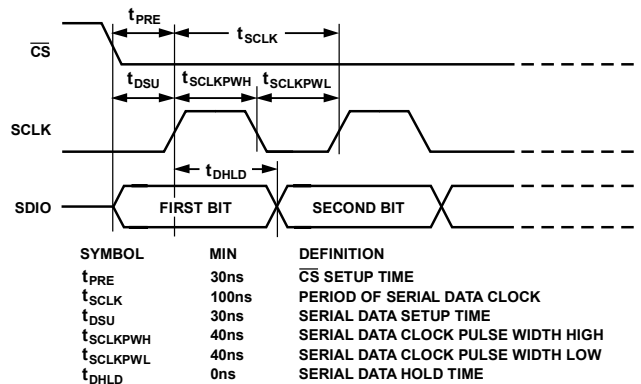 tPRE
tSCLK
CS
tDSU
tSCLKPWH
tSCLKPWL
SCLK
tDHLD
SDIO
FIRST BIT
SECOND BIT
SYMBOL MIN DEFINITION
tPRE 30ns CS SETUP TIME
tSCLK 100ns PERIOD OF SERIAL DATA CLOCK
tDSU 30ns SERIAL DATA SETUP TIME
tSCLKPWH 40ns SERIAL DATA CLOCK PULSE WIDTH HIGH
tSCLKPWL 40ns SERIAL DATA CLOCK PULSE WIDTH LOW
tDHLD 0ns SERIAL DATA HOLD TIME